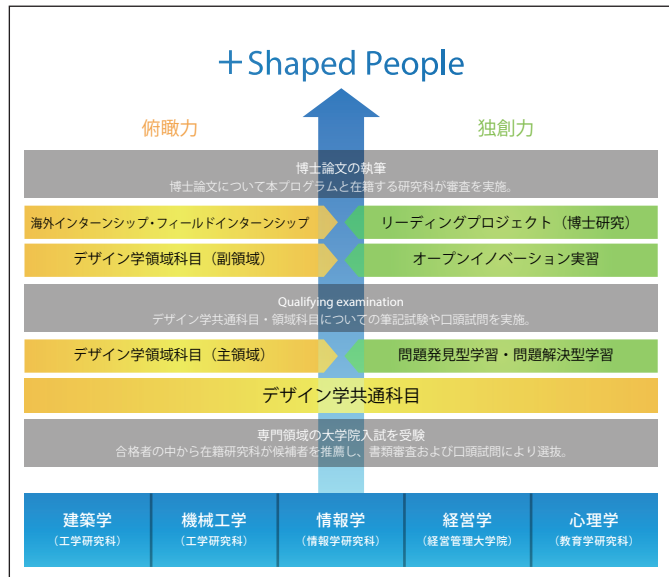 ＋Shaped People
俯瞰力
独創力
博士論文の執筆
博士論文について本プログラムと在籍する研究科が審査を実施。
海外インターンシップ・フィールドインターンシップ
リーディングプロジェクト（博士研究）
デザイン学領域科目（副領域）
オープンイノベーション実習
Qualifying examination
デザイン学共通科目・領域科目についての筆記試験や口頭試問を実施。
デザイン学領域科目（主領域）
問題発見型学習・問題解決型学習
デザイン学共通科目
専門領域の大学院入試を受験
合格者の中から在籍研究科が候補者を推薦し、書類審査および口頭試問により選抜。
建築学
（工学研究科）
機械工学
（工学研究科）
情報学
（情報学研究科）
経営学
（経営管理大学院）
心理学
（教育学研究科）